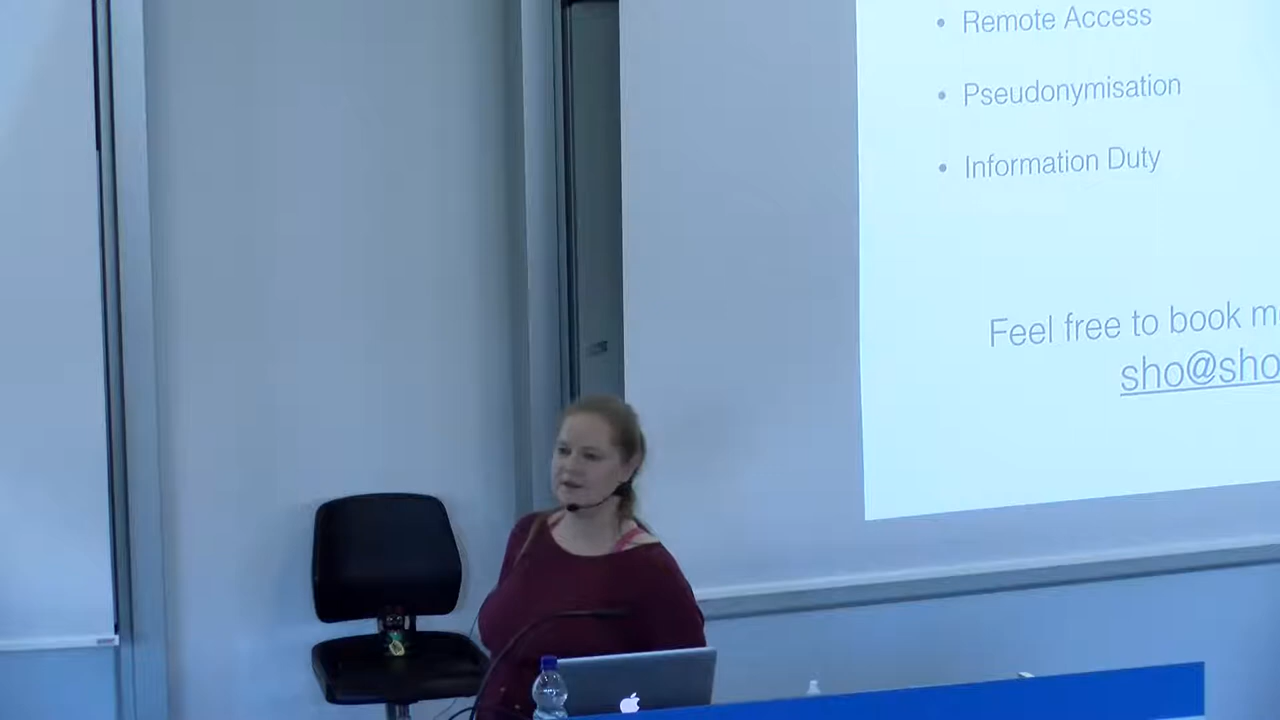 • Remote Access
• Pseudonymisation
• Information Duty
Feel free to book m
sho@sho